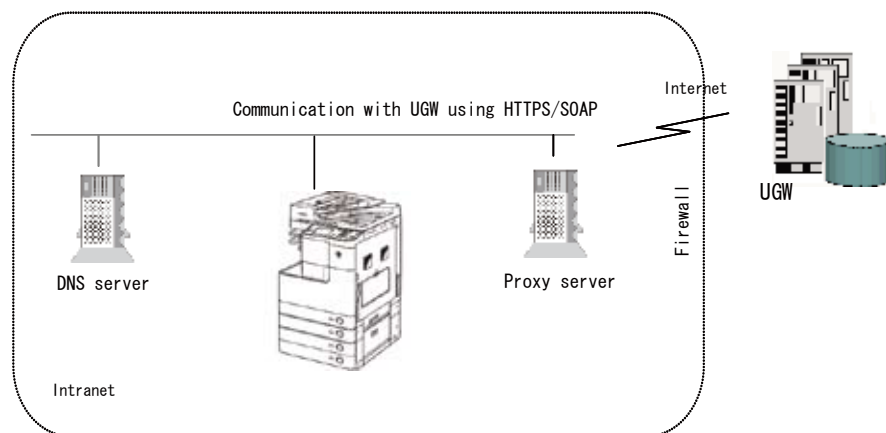 Communication with UGW using HTTPS/SOAP
Internet
UGW
Firewall
DNS server
Proxy server
Intranet